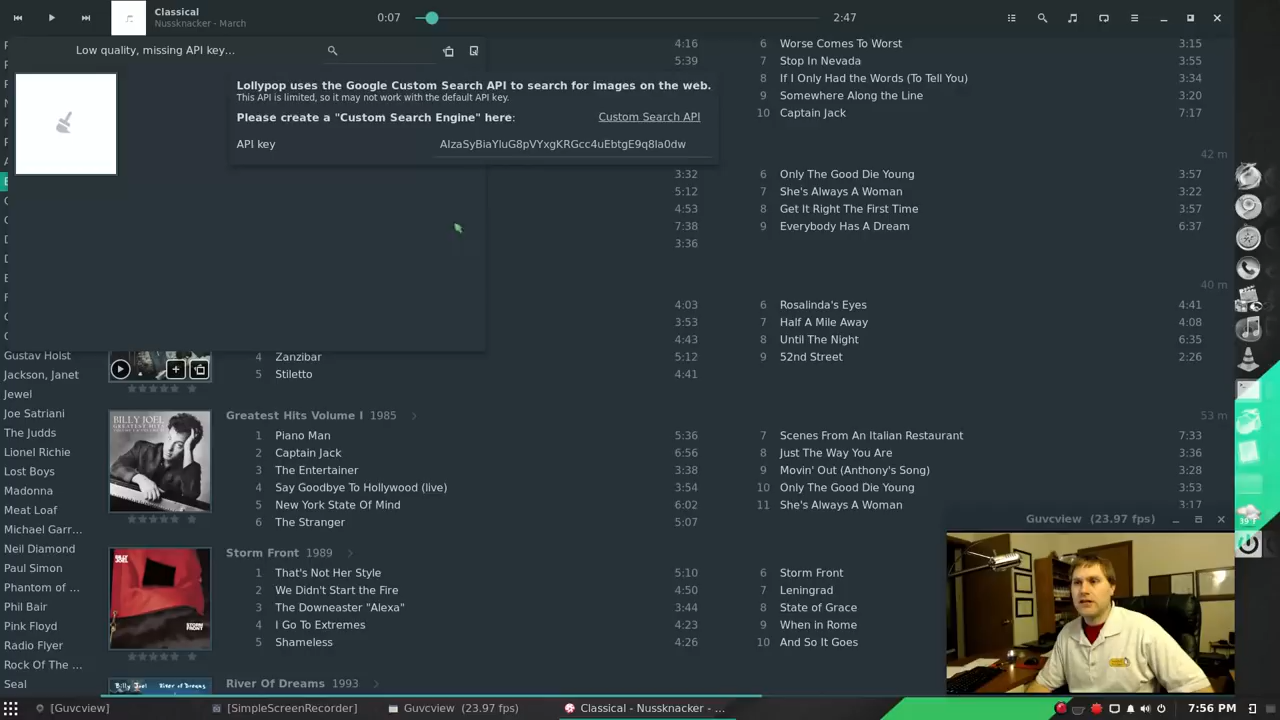 Classical
Nussknacker - March
0:07
2:47
Low quality, missing API key...
Lollypop uses the Google Custom Search API to search for images on the web.
This API is limited, so it may not work with the default API key.
Please create a "Custom Search Engine" here:
Custom Search API
API key
AIzaSyBiaYluG8pVYxgKRGcc4uEbtgE9q8la0dw
4:16 6 Worse Comes To Worst 3:15
5:39 7 Stop In Nevada 3:55
8 If I Only Had the Words (To Tell You) 3:34
9 Somewhere Along the Line 3:20
10 Captain Jack 7:17
42 m
3:32 6 Only The Good Die Young 3:57
5:12 7 She's Always A Woman 3:22
4:53 8 Get It Right The First Time 3:57
7:38 9 Everybody Has A Dream 6:37
3:36
40 m
4:03 6 Rosalinda's Eyes 4:41
3:53 7 Half A Mile Away 4:08
4:43 8 Until The Night 6:35
4 Zanzibar 5:12 9 52nd Street 2:26
5 Stiletto 4:41
Greatest Hits Volume I 1985
53 m
1 Piano Man 5:36 7 Scenes From An Italian Restaurant 7:33
2 Captain Jack 6:56 8 Just The Way You Are 3:36
3 The Entertainer 3:38 9 Movin' Out (Anthony's Song) 3:28
4 Say Goodbye To Hollywood (live) 3:54 10 Only The Good Die Young 3:53
5 New York State Of Mind 6:02 11 She's Always A Woman 3:17
6 The Stranger 5:07
Storm Front 1989
1 That's Not Her Style 5:10 6 Storm Front
2 We Didn't Start the Fire 4:50 7 Leningrad
3 The Downeaster "Alexa" 3:44 8 State of Grace
4 I Go To Extremes 4:23 9 When in Rome
5 Shameless 4:26 10 And So It Goes
River Of Dreams 1993
Gustav Holst
Jackson, Janet
Jewel
Joe Satriani
The Judds
Lionel Richie
Lost Boys
Madonna
Meat Loaf
Michael Garr...
Neil Diamond
Paul Simon
Phantom of ...
Phil Bair
Pink Floyd
Radio Flyer
Rock Of The ...
Seal
BILLY JOEL
STORM FRONT
Billy Joel River of Dreams
Guvcview (23.97 fps)
39 F
[Guvcview]
[SimpleScreenRecorder]
Guvcview (23.97 fps)
Classical - Nussknacker - ...
7:56 PM